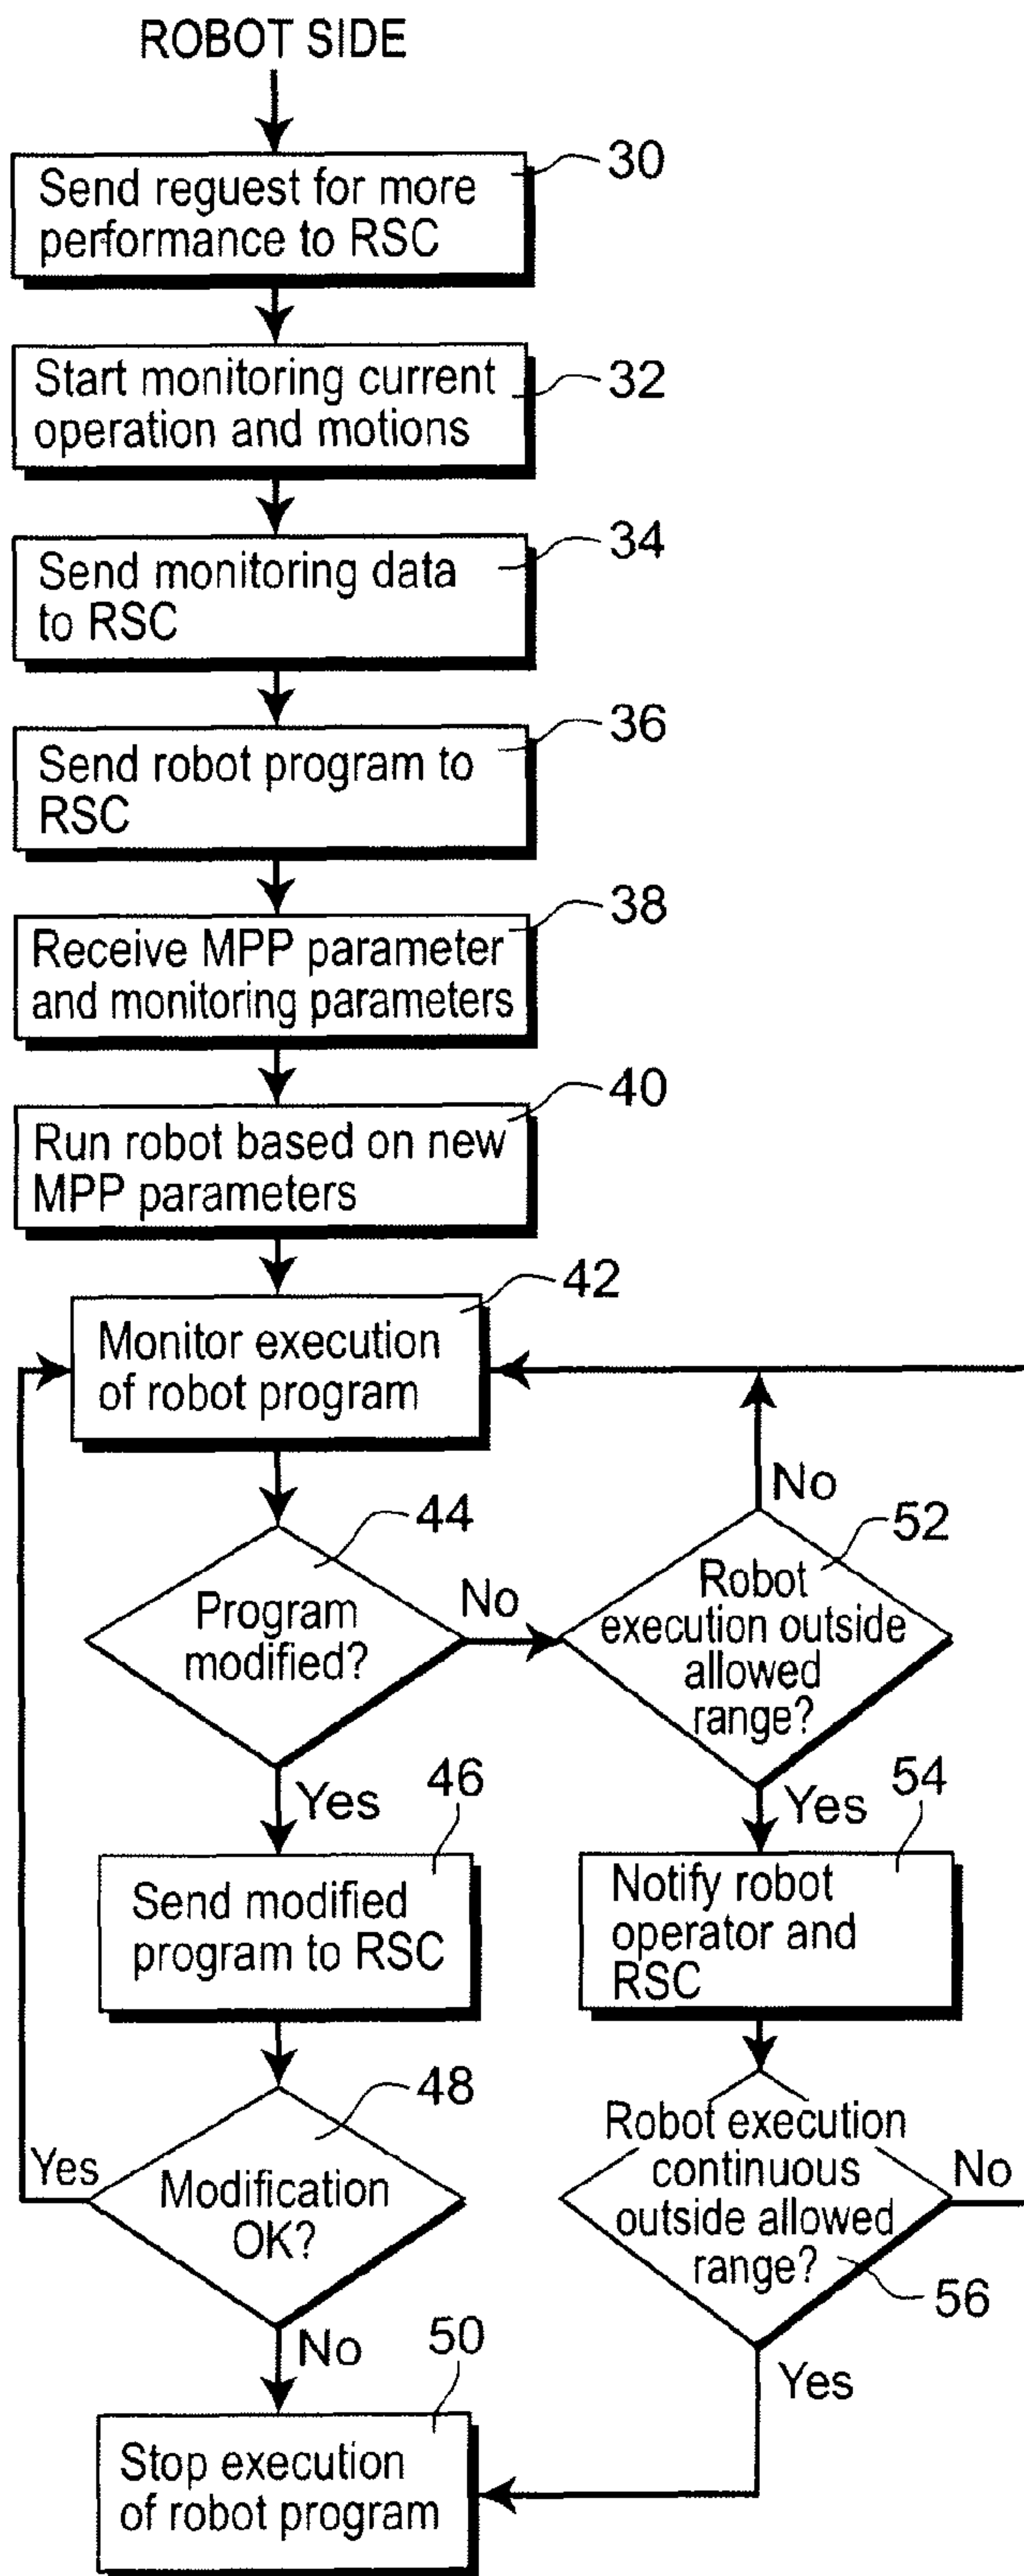 ROBOT SIDE
30
Send reguest for more
performance to RSC
32
Start monitoring current
operation and motions
34
Send monitoring data
to RSC
36
Send robot program to
RSC
38
Receive MPP parameter
and monitoring parameters
40
Run robot based on new
MPP parameters
42
Monitor execution
of robot program
44
Program
modified?
No
Yes
52
Robot
execution outside
allowed
range?
No
Yes
46
Send modified
program to RSC
54
Notify robot
operator and
RSC
48
Modification
OK?
Yes
No
Robot execution
continuous
outside allowed
range?
56
No
Yes
50
Stop execution
of robot program